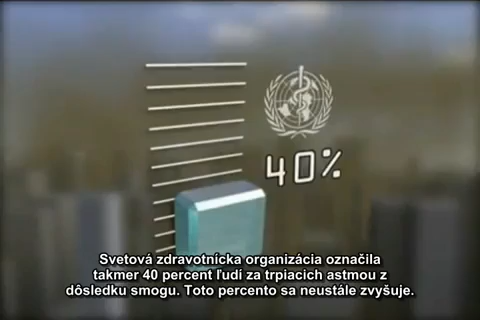 40%
Svetová zdravotnícka organizácia označila
takmer 40 percent ľudí za trpiacich astmou z
dôsledku smogu. Toto percento sa neustále zvyšuje.